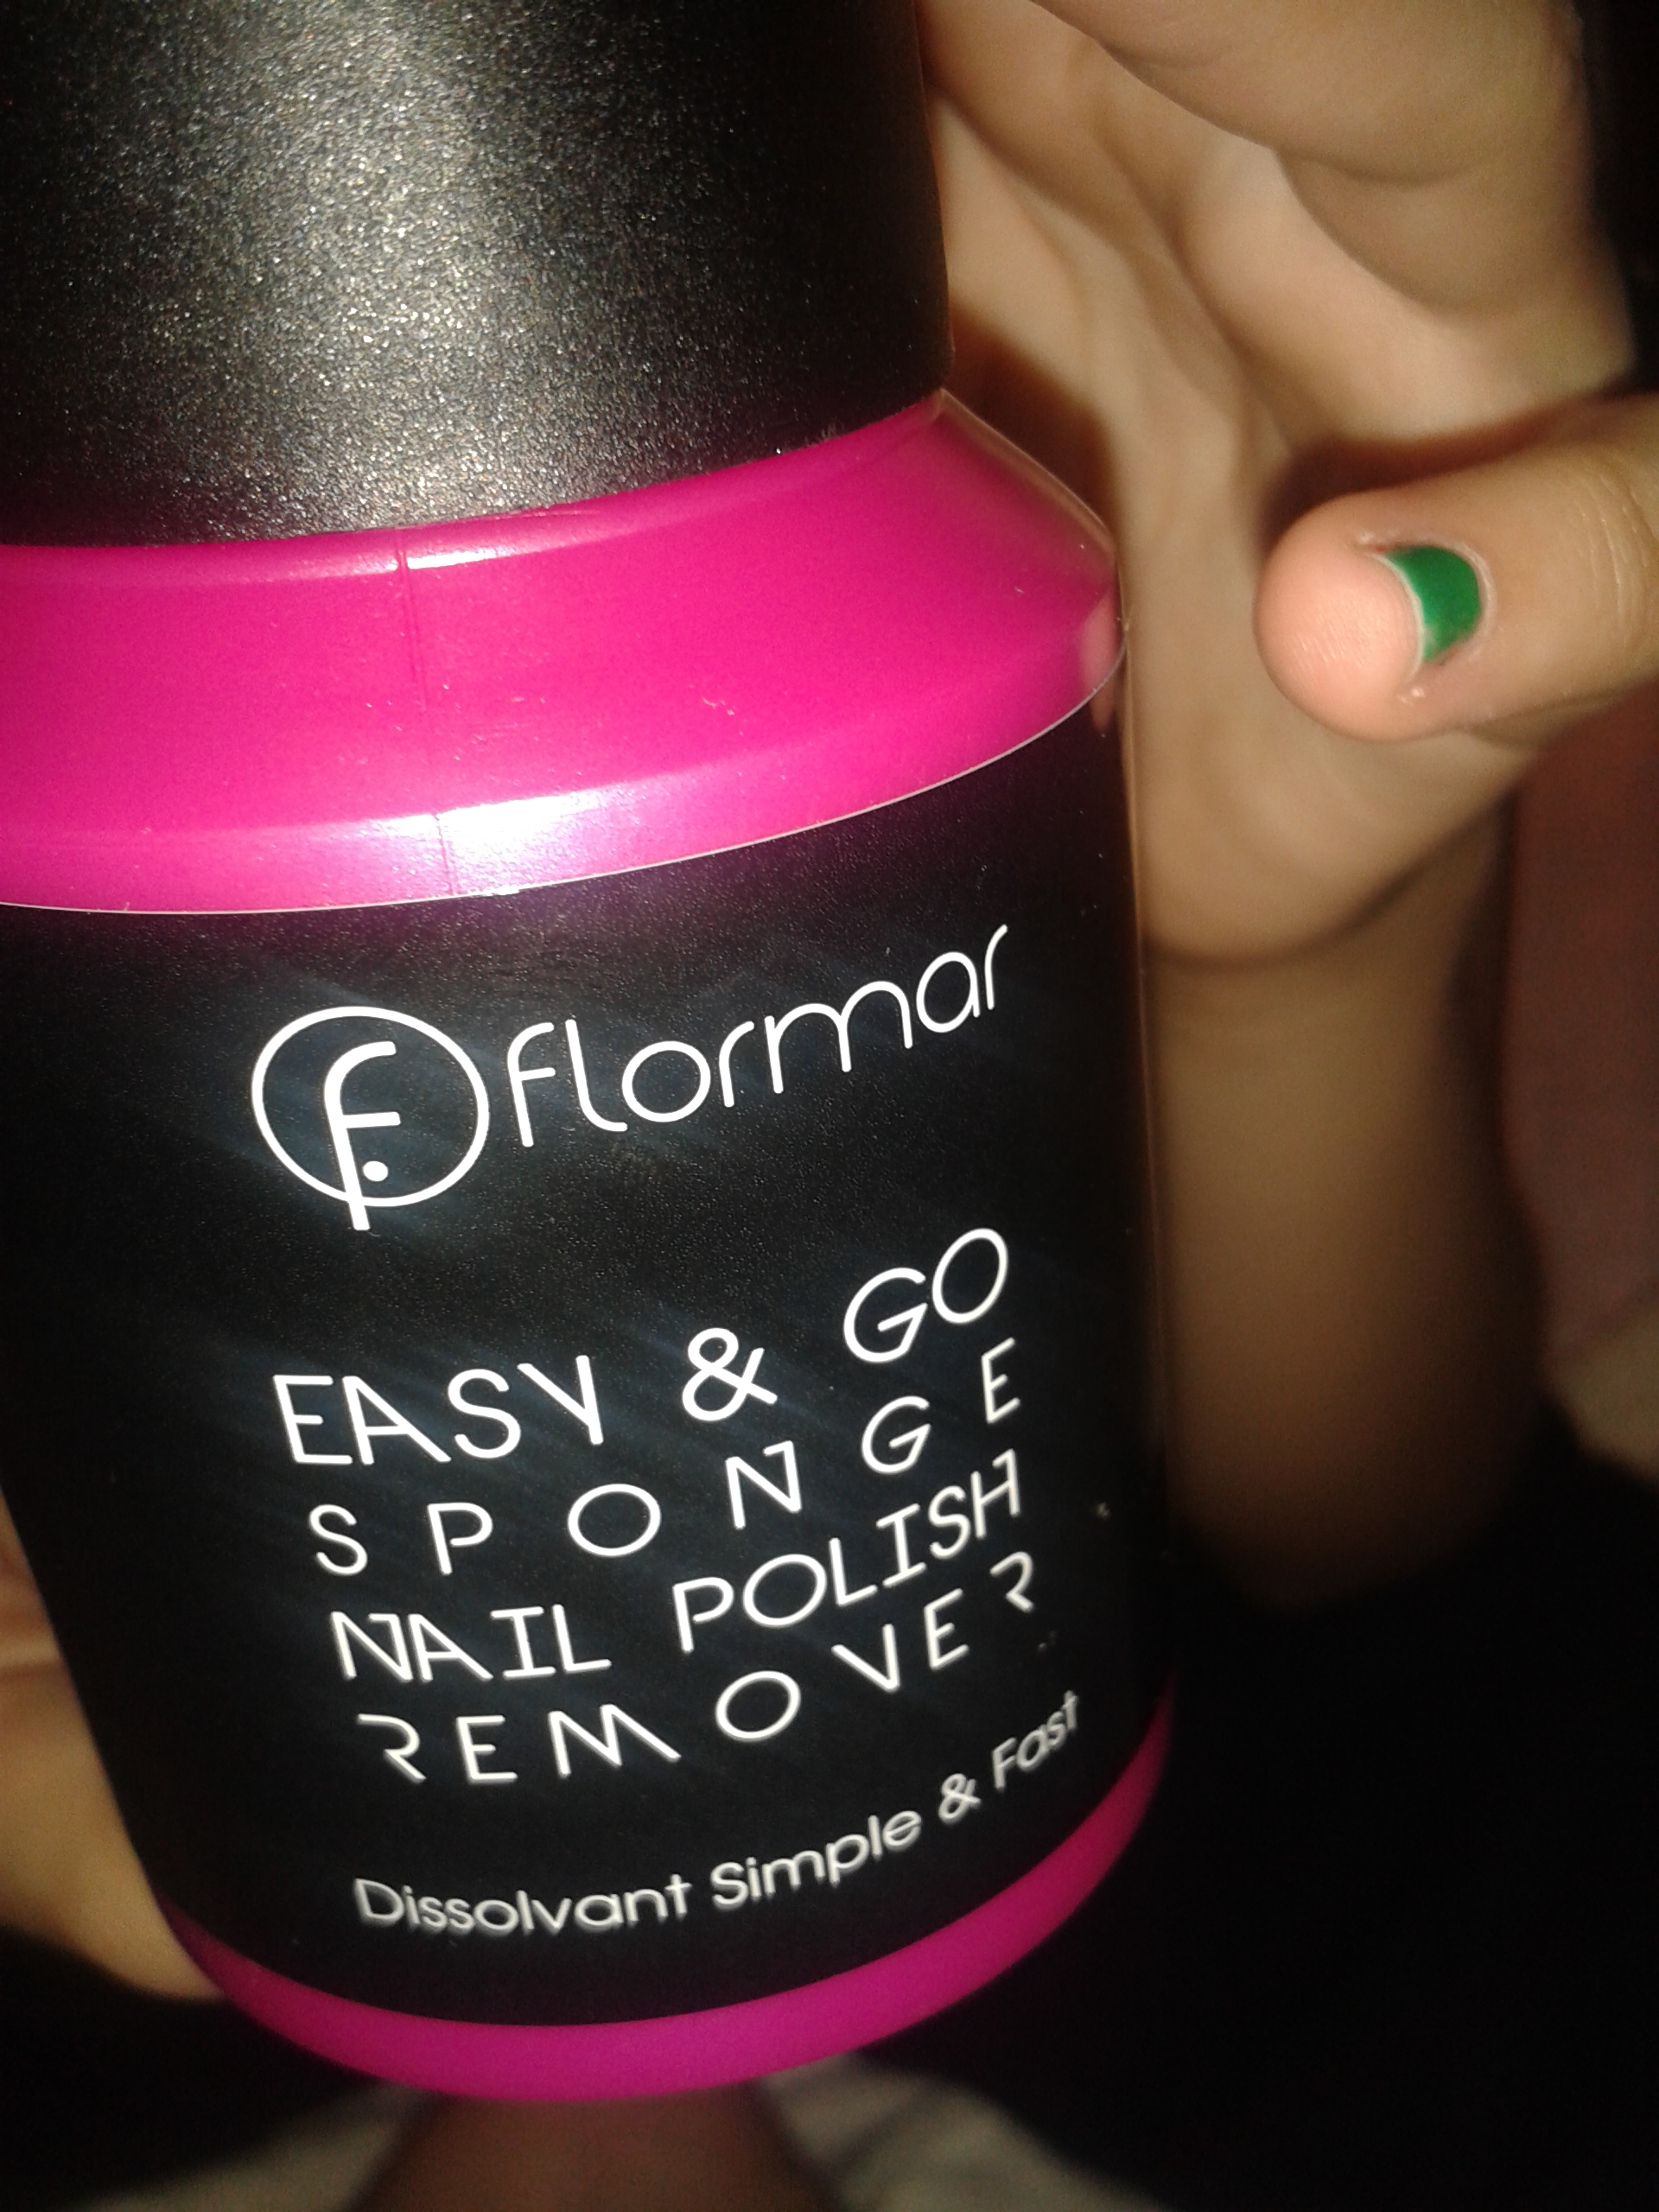 flormar
EASY & GO
SPONGE
NAIL POLISH
REMOVER
Dissolvant Simple & Fast